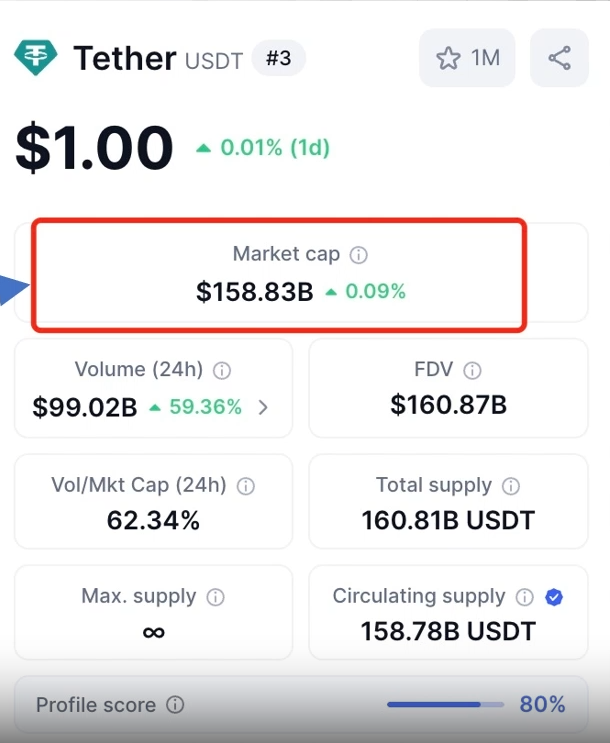 Tether USDT #3 1M
$1.00 0.01% (1d)
Market cap
$158.83B 0.09%
Volume (24h) FDV
$99.02B 59.36% $160.87B
Vol/Mkt Cap (24h) Total supply
62.34% 160.81B USDT
Max. supply Circulating supply
∞ 158.78B USDT
Profile score 80%